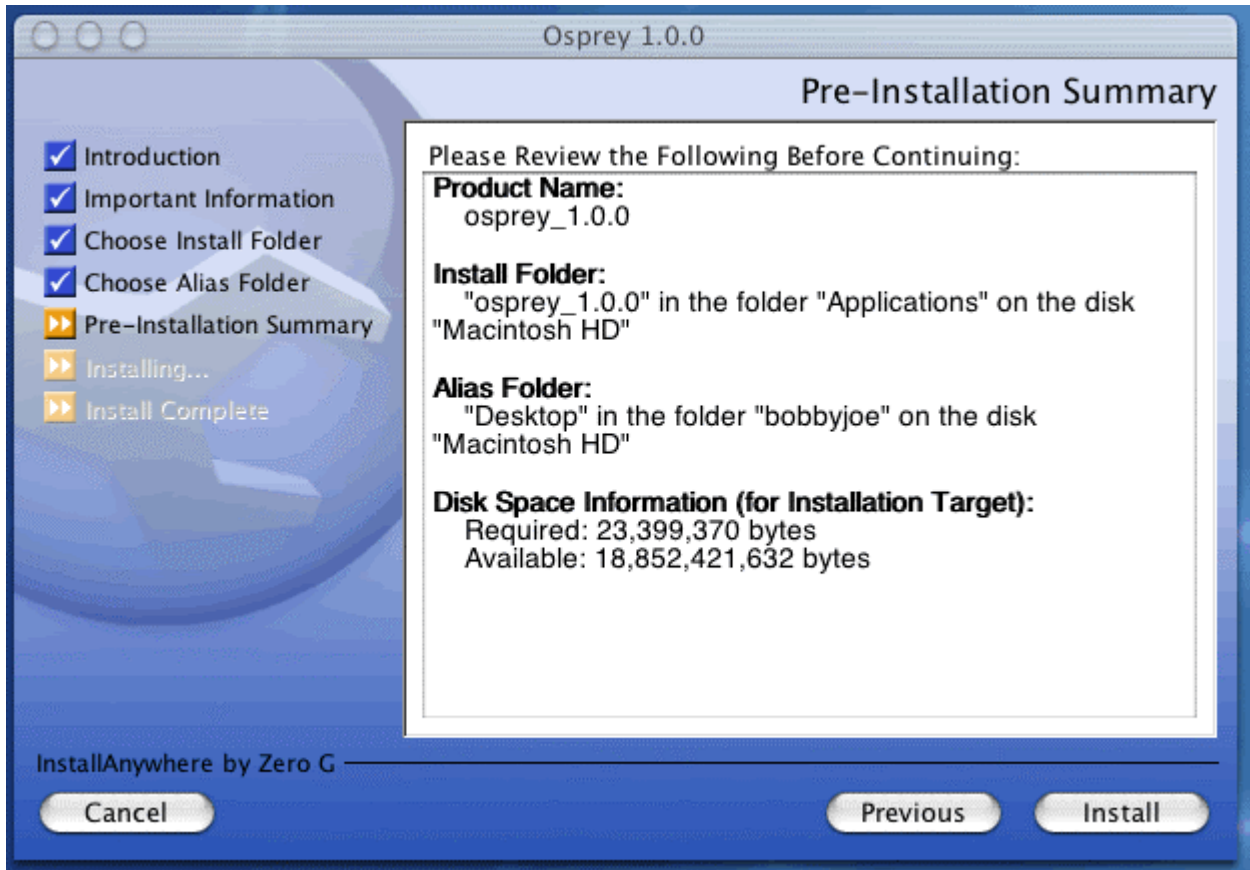 Osprey 1.0.0
Pre-Installation Summary
Introduction
Important Information
Choose Install Folder
Choose Alias Folder
Pre-Installation Summary
Installing...
Install Complete
Please Review the Following Before Continuing:
Product Name:
osprey_1.0.0
Install Folder:
"osprey_1.0.0" in the folder "Applications" on the disk
"Macintosh HD"
Alias Folder:
"Desktop" in the folder "bobbyjoe" on the disk
"Macintosh HD"
Disk Space Information (for Installation Target):
Required: 23,399,370 bytes
Available: 18,852,421,632 bytes
InstallAnywhere by Zero G
Cancel
Previous
Install